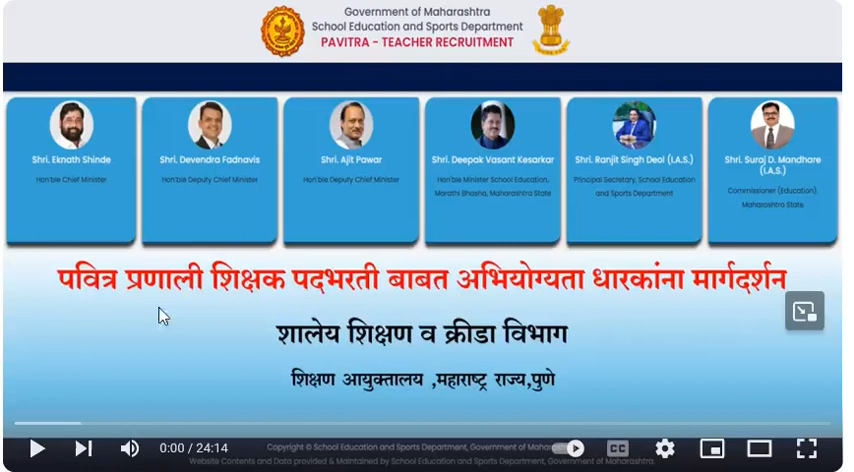 Government of Maharashtra
School Education and Sports Department
PAVITRA - TEACHER RECRUITMENT
Shri. Eknath Shinde
Hon'ble Chief Minister
Shri. Devendra Fadnavis
Hon'ble Deputy Chief Minister
Shri. Ajit Pawar
Hon'ble Deputy Chief Minister
Shri. Deepak Vasant Kesarkar
Hon'ble Minister School Education,
Marathi Bhasha, Maharashtra State
Shri. Ranjit Singh Deol (I.A.S.)
Principal Secretary, School Education
and Sports Department
Shri. Suraj D. Mandhare
(I.A.S.)
Commissioner (Education),
Maharashtra State
पवित्र प्रणाली शिक्षक पदभरती बाबत अभियोग्यता धारकांना मार्गदर्शन
शालेय शिक्षण व क्रीडा विभाग
शिक्षण आयुक्तालय ,महाराष्ट्र राज्य,पुणे
0:00 / 24:14
Copyright © School Education and Sports Department, Government of
CC
Website Contents and Data provided & Maintained by School Education and Sports Department, Government of Maharashtra.